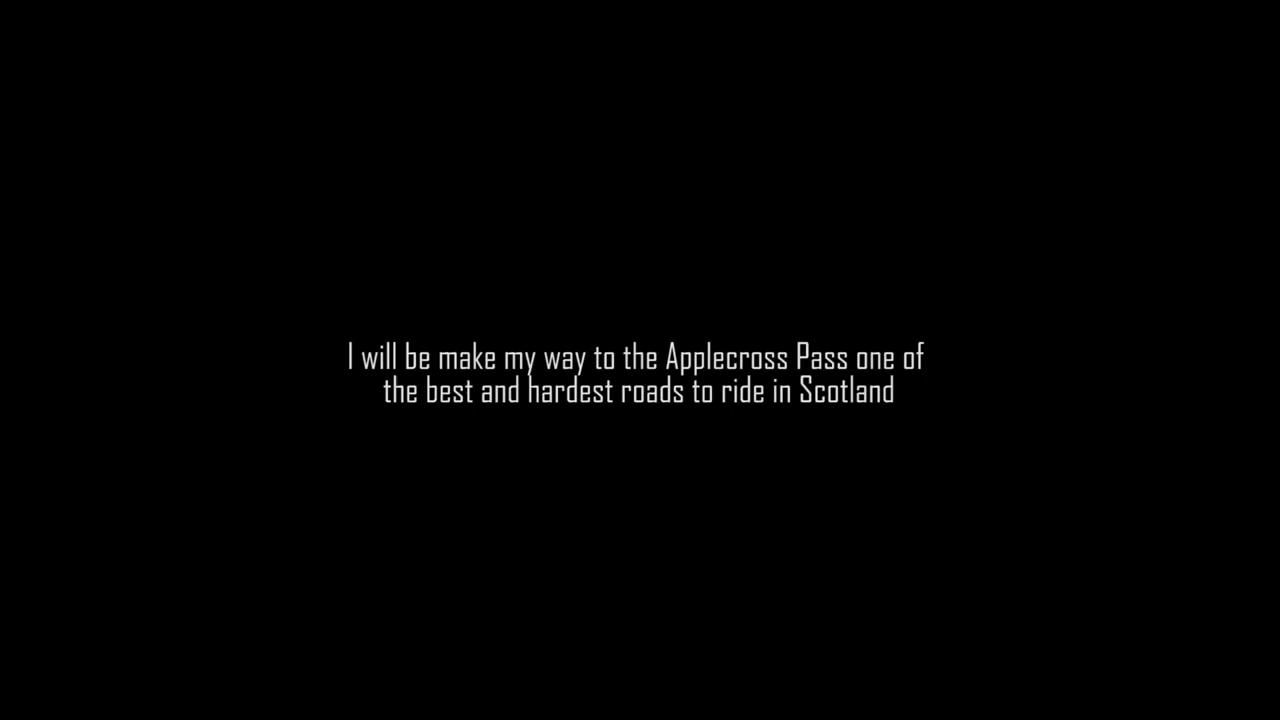 I will be make my way to the Applecross Pass one of
the best and hardest roads to ride in Scotland